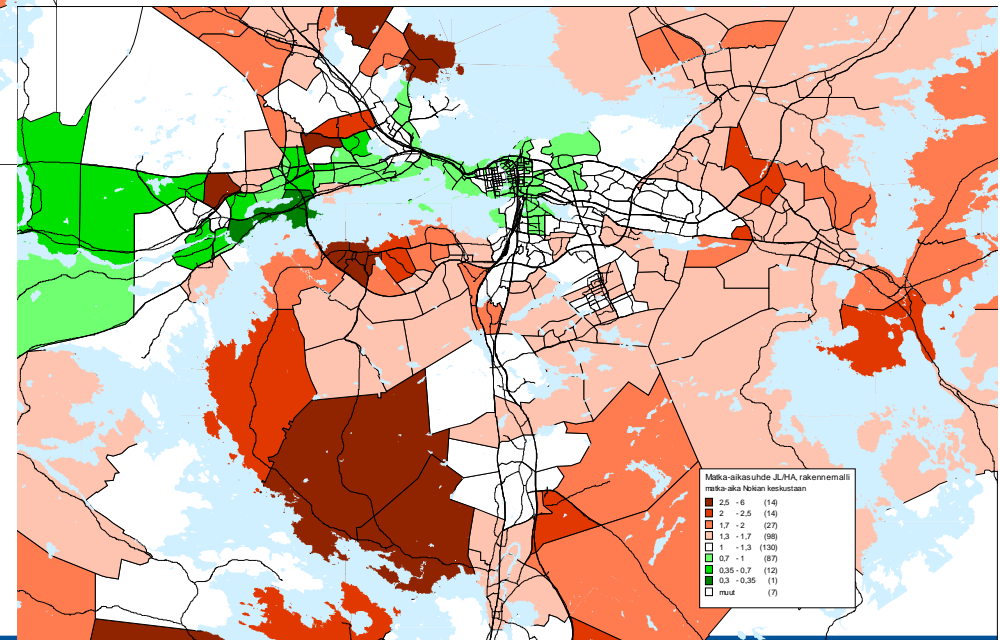 Matka-aikasuhde JL/HA, rakennemalli
matka-aika Nokian keskustaan
2,5 - 6 (14)
2 - 2,5 (14)
1,7 - 2 (27)
1,3 - 1,7 (98)
1 - 1,3 (130)
0,7 - 1 (87)
0,35 - 0,7 (12)
0,3 - 0,35 (1)
muut (7)